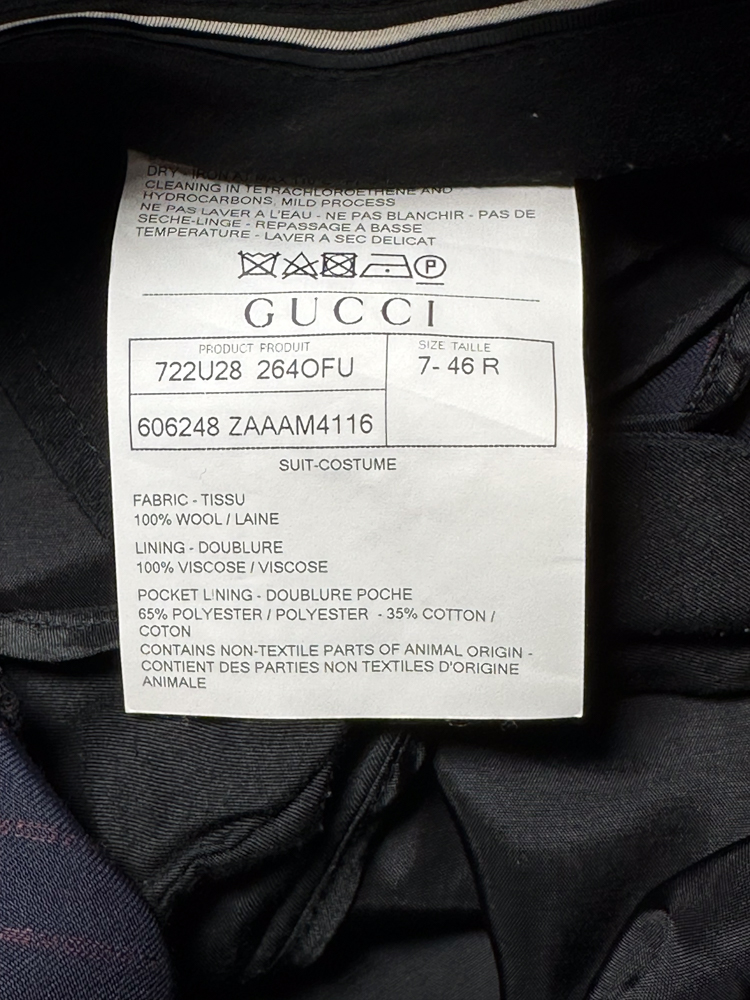 DRY - IRON AT
CLEANING IN TETRACHLOROETHENE AND
HYDROCARBONS, MILD PROCESS
NE PAS LAVER A L'EAU - NE PAS BLANCHIR - PAS DE
SECHE-LINGE - REPASSAGE A BASSE
TEMPERATURE - LAVER A SEC DELICAT
P
GUCCI
PRODUCT PRODUIT
722U28 264OFU
SIZE TAILLE
7- 46 R
606248 ZAAAM4116
SUIT-COSTUME
FABRIC - TISSU
100% WOOL / LAINE
LINING - DOUBLURE
100% VISCOSE / VISCOSE
POCKET LINING - DOUBLURE POCHE
65% POLYESTER / POLYESTER - 35% COTTON /
COTON
CONTAINS NON-TEXTILE PARTS OF ANIMAL ORIGIN -
CONTIENT DES PARTIES NON TEXTILES D'ORIGINE
ANIMALE